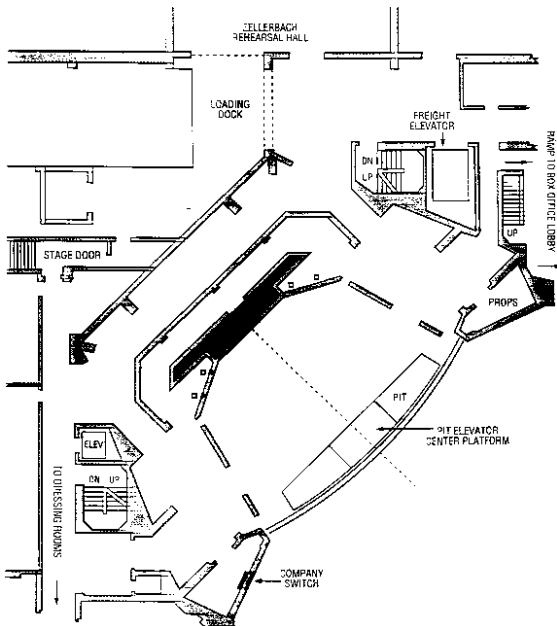 ZELLERBACH
REHEARSAL HALL
LOADING
DOCK
FREIGHT
ELEVATOR
DN
UP
RAMP TO BOX OFFICE LOBBY
UP
STAGE DOOR
PROPS
PIT
PIT ELEVATOR
CENTER PLATFORM
ELEV
DN UP
TO DRESSING ROOMS
COMPANY
SWITCH